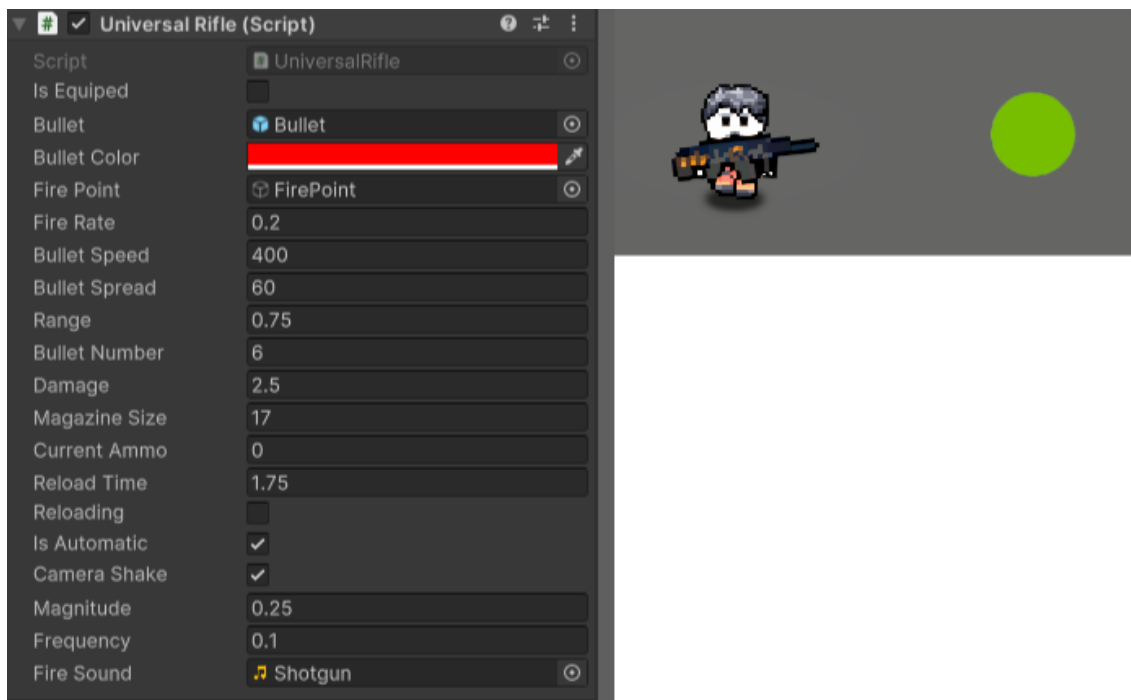 Universal Rifle (Script)
Script UniversalRifle
Is Equiped
Bullet Bullet
Bullet Color
Fire Point FirePoint
Fire Rate 0.2
Bullet Speed 400
Bullet Spread 60
Range 0.75
Bullet Number 6
Damage 2.5
Magazine Size 17
Current Ammo 0
Reload Time 1.75
Reloading
Is Automatic
Camera Shake
Magnitude 0.25
Frequency 0.1
Fire Sound Shotgun